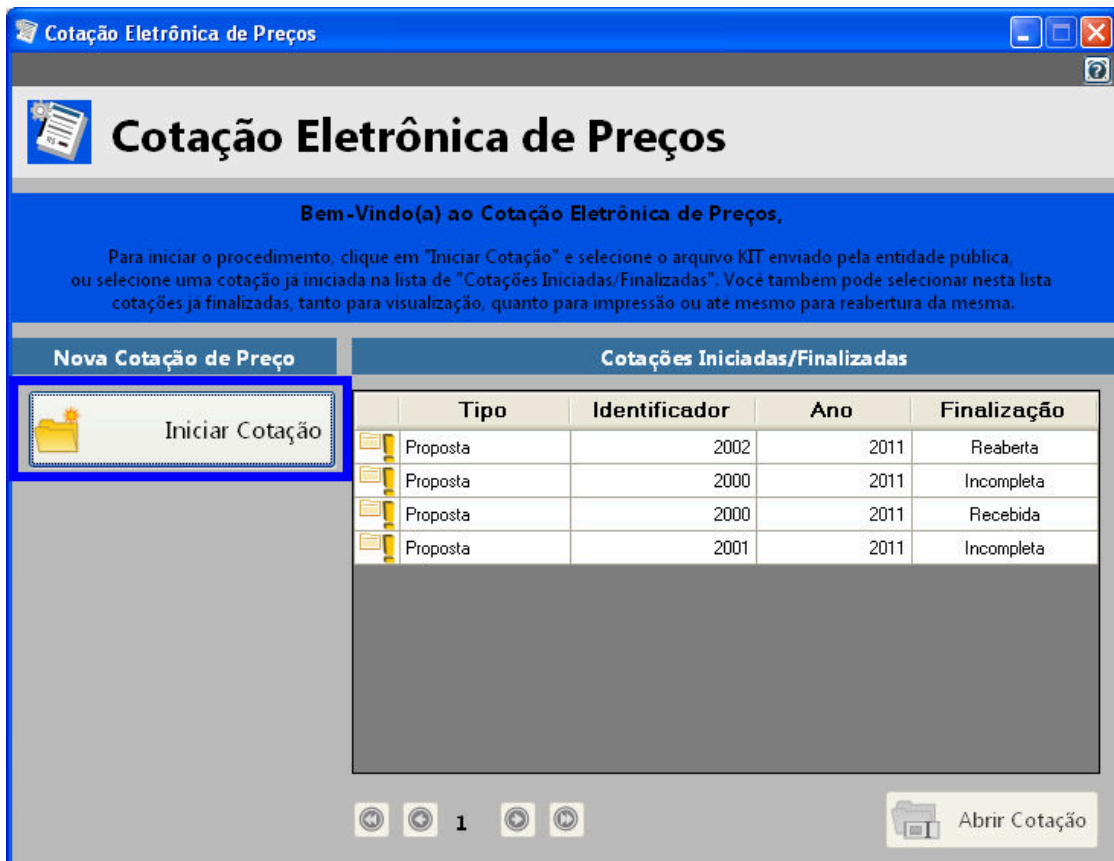 Cotação Eletrônica de Preços
Cotação Eletrônica de Preços
Bem-Vindo(a) ao Cotação Eletrônica de Preços,
Para iniciar o procedimento, clique em "Iniciar Cotação" e selecione o arquivo KIT enviado pela entidade pública,
ou selecione uma cotação já iniciada na lista de "Cotações Iniciadas/Finalizadas". Você também pode selecionar nesta lista
cotações já finalizadas, tanto para visualização, quanto para impressão ou até mesmo para reabertura da mesma.
Nova Cotação de Preço
Cotações Iniciadas/Finalizadas
Iniciar Cotação
Tipo Identificador Ano Finalização
Proposta 2002 2011 Reaberta
Proposta 2000 2011 Incompleta
Proposta 2000 2011 Recebida
Proposta 2001 2011 Incompleta
1
Abrir Cotação